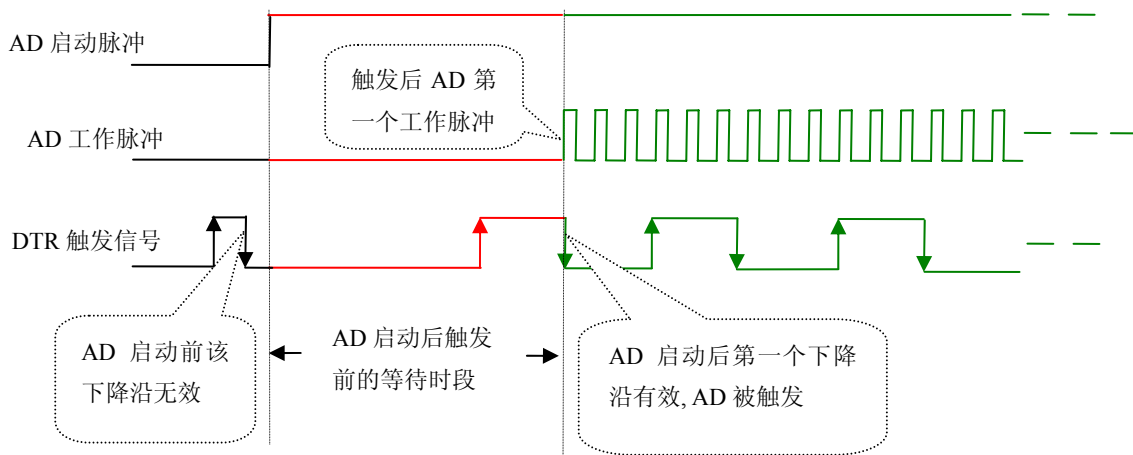 AD 启动脉冲
触发后 AD 第
一个工作脉冲
AD 工作脉冲
DTR 触发信号
AD 启动前该
下降沿无效
AD 启动后触发
前的等待时段
AD 启动后第一个下降
沿有效, AD 被触发